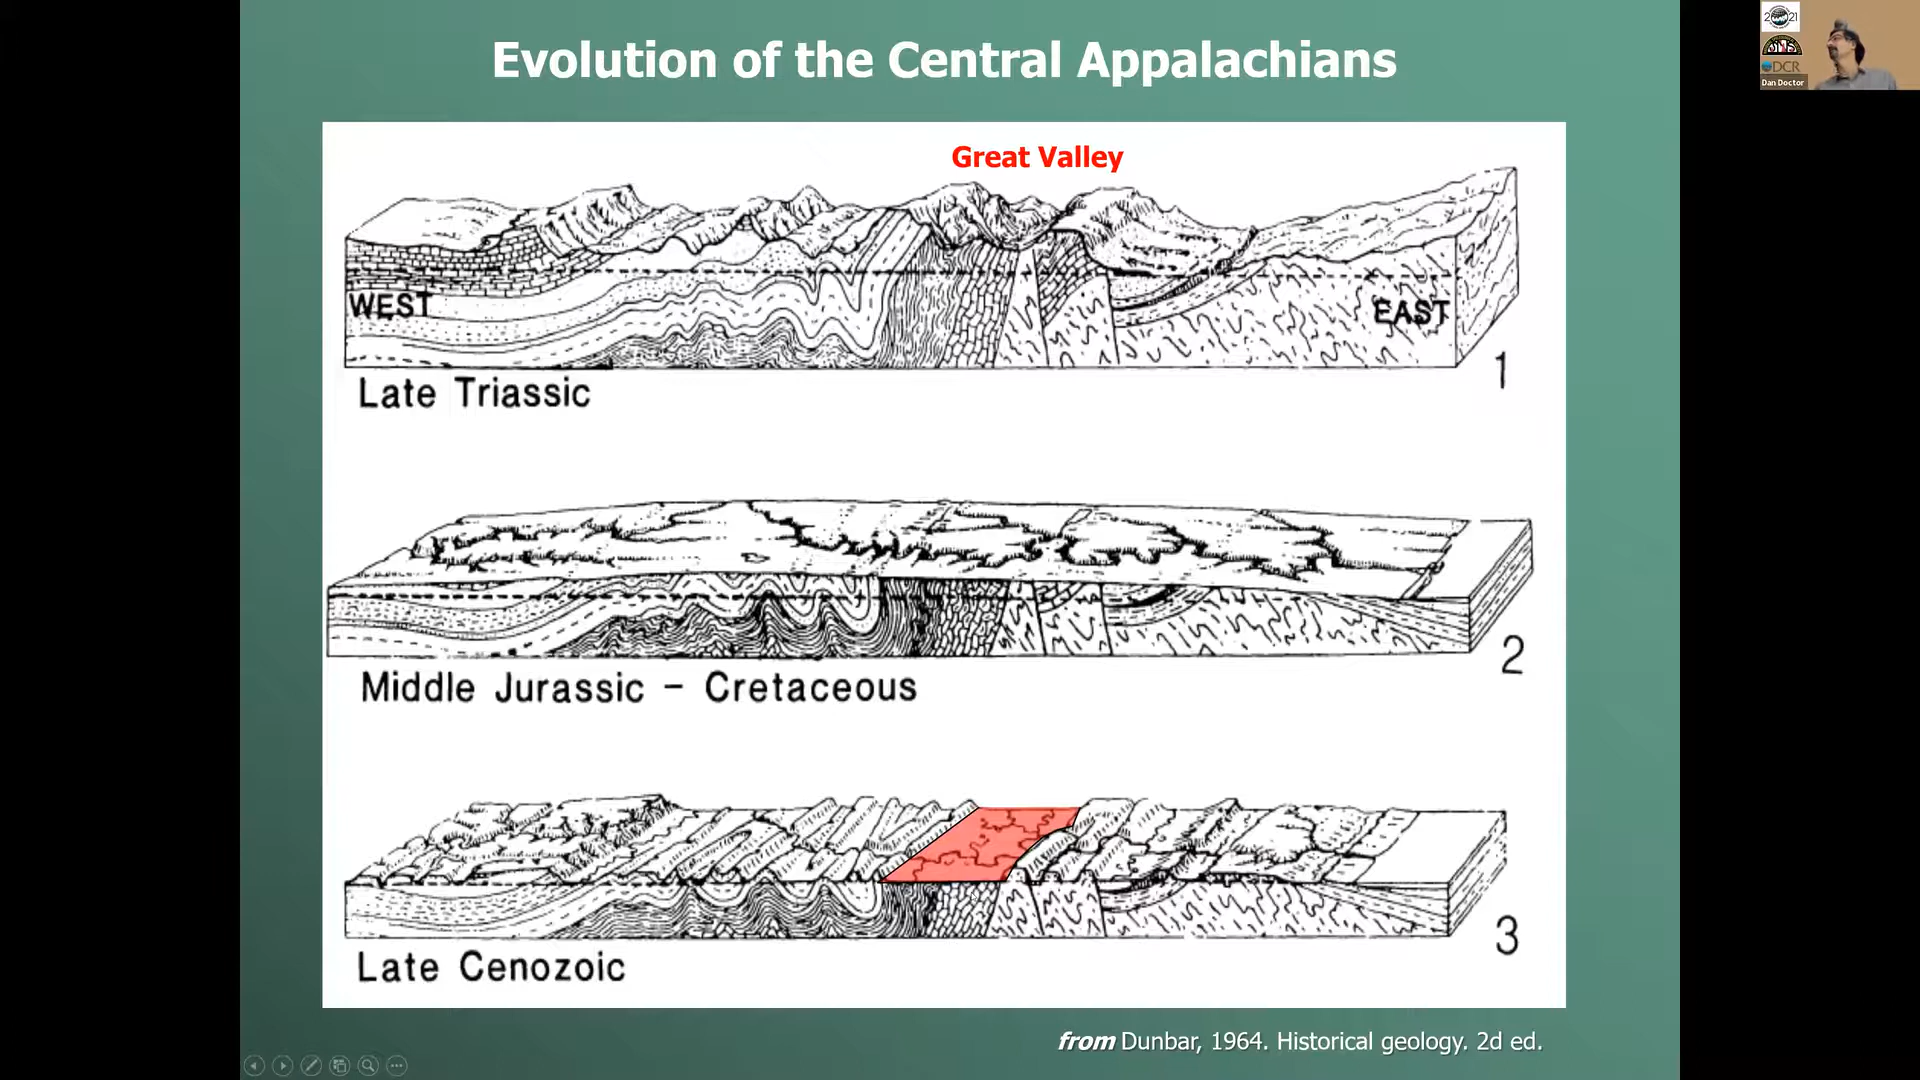 Evolution of the Central Appalachians
Great Valley
WEST
EAST
1
Late Triassic
2
Middle Jurassic - Cretaceous
3
Late Cenozoic
from Dunbar, 1964. Historical geology. 2d ed.
2021
DCR
Dan Doctor